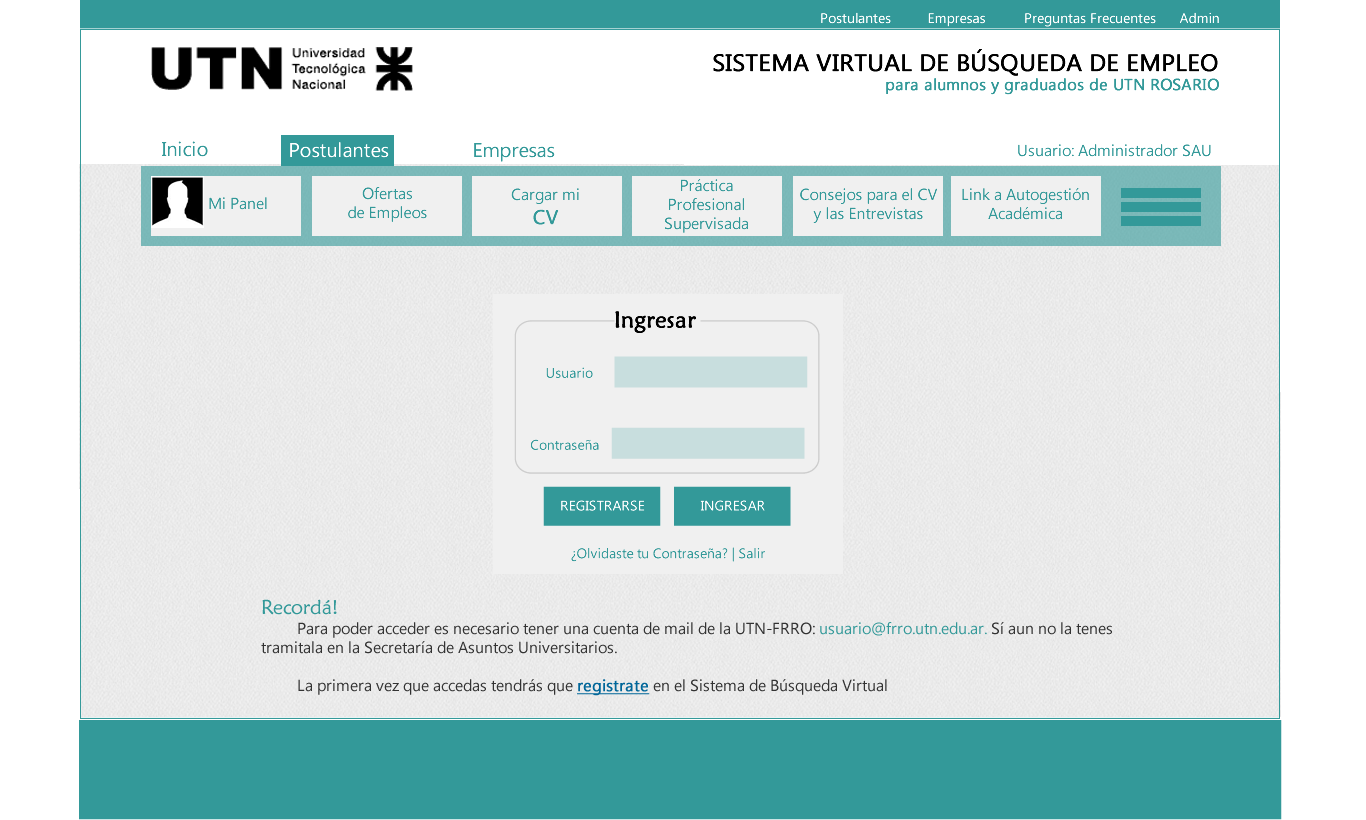 Postulantes Empresas Preguntas Frecuentes Admin
UTN Universidad
Tecnológica
Nacional
SISTEMA VIRTUAL DE BÚSQUEDA DE EMPLEO
para alumnos y graduados de UTN ROSARIO
Inicio Postulantes Empresas Usuario: Administrador SAU
Mi Panel
Ofertas
de Empleos
Cargar mi
CV
Práctica
Profesional
Supervisada
Consejos para el CV
y las Entrevistas
Link a Autogestión
Académica
Ingresar
Usuario
Contraseña
REGISTRARSE INGRESAR
¿Olvidaste tu Contraseña? | Salir
Recordá!
Para poder acceder es necesario tener una cuenta de mail de la UTN-FRRO: usuario@frro.utn.edu.ar. Sí aun no la tenes
tramitala en la Secretaría de Asuntos Universitarios.
La primera vez que accedas tendrás que registrate en el Sistema de Búsqueda Virtual